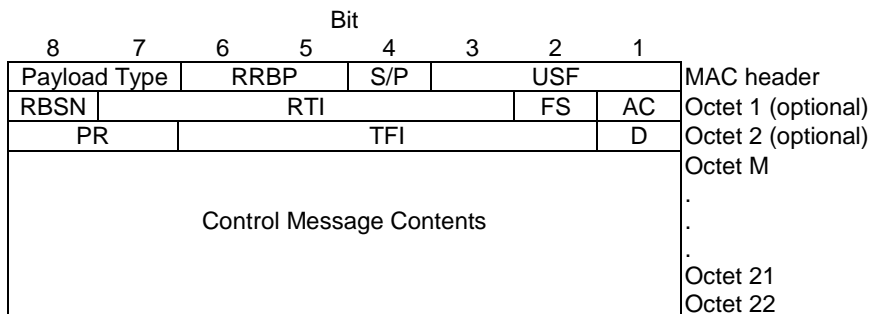 Bit
8 7 6 5 4 3 2 1
Payload Type RRBP S/P USF MAC header
RBSN RTI FS AC Octet 1 (optional)
PR TFI D Octet 2 (optional)
Octet M
.
Control Message Contents .
.
Octet 21
Octet 22